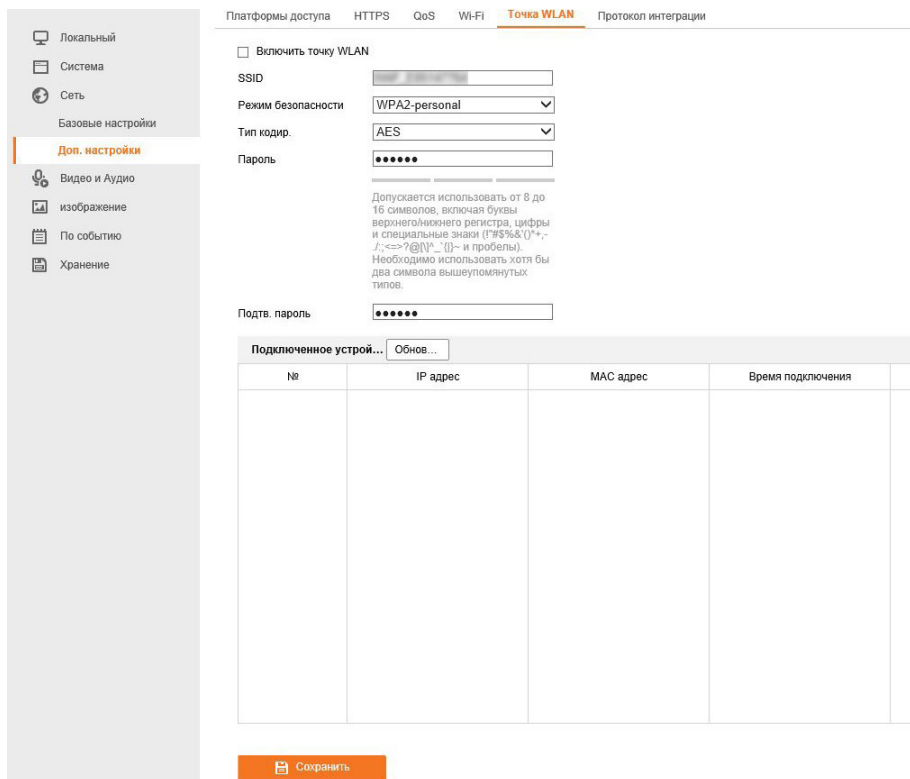 Платформы доступа HTTPS QoS Wi-Fi Точка WLAN Протокол интеграции
Локальный
Система
Сеть
Базовые настройки
Доп. настройки
Видео и Аудио
изображение
По событию
Хранение
Включить точку WLAN
SSID
Режим безопасности WPA2-personal
Тип кодир. AES
Пароль ●●●●●●
Допускается использовать от 8 до
16 символов, включая буквы
верхнего/нижнего регистра, цифры
и специальные знаки (!"#$%&'()*+,-
./:;<=>?@[\]^_`{|}~ и пробелы).
Необходимо использовать хотя бы
два символа вышеупомянутых
типов.
Подтв. пароль ●●●●●●
Подключенное устрой... Обнов...
№ IP адрес MAC адрес Время подключения
Сохранить